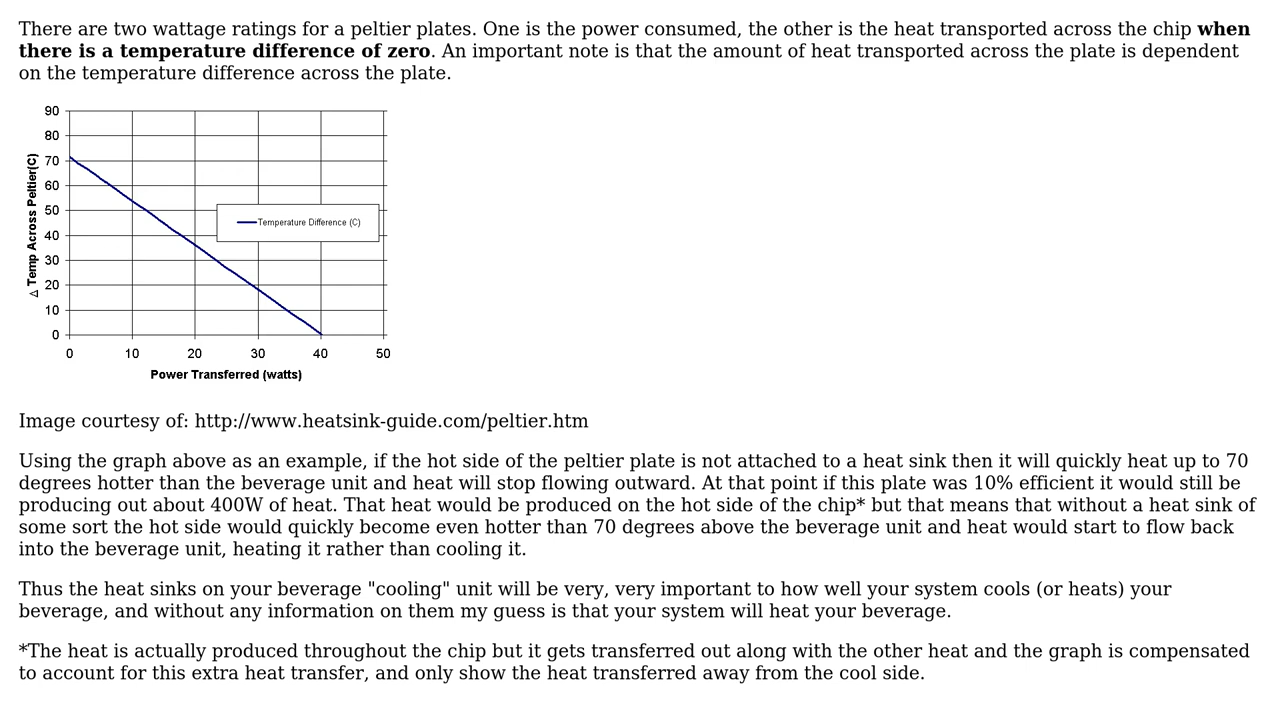 There are two wattage ratings for a peltier plates. One is the power consumed, the other is the heat transported across the chip when
there is a temperature difference of zero. An important note is that the amount of heat transported across the plate is dependent
on the temperature difference across the plate.
90
80
70
60
50
40
30
20
10
0
Δ Temp Across Peltier(C)
Temperature Difference (C)
0 10 20 30 40 50
Power Transferred (watts)
Image courtesy of: http://www.heatsink-guide.com/peltier.htm
Using the graph above as an example, if the hot side of the peltier plate is not attached to a heat sink then it will quickly heat up to 70
degrees hotter than the beverage unit and heat will stop flowing outward. At that point if this plate was 10% efficient it would still be
producing out about 400W of heat. That heat would be produced on the hot side of the chip* but that means that without a heat sink of
some sort the hot side would quickly become even hotter than 70 degrees above the beverage unit and heat would start to flow back
into the beverage unit, heating it rather than cooling it.
Thus the heat sinks on your beverage "cooling" unit will be very, very important to how well your system cools (or heats) your
beverage, and without any information on them my guess is that your system will heat your beverage.
*The heat is actually produced throughout the chip but it gets transferred out along with the other heat and the graph is compensated
to account for this extra heat transfer, and only show the heat transferred away from the cool side.